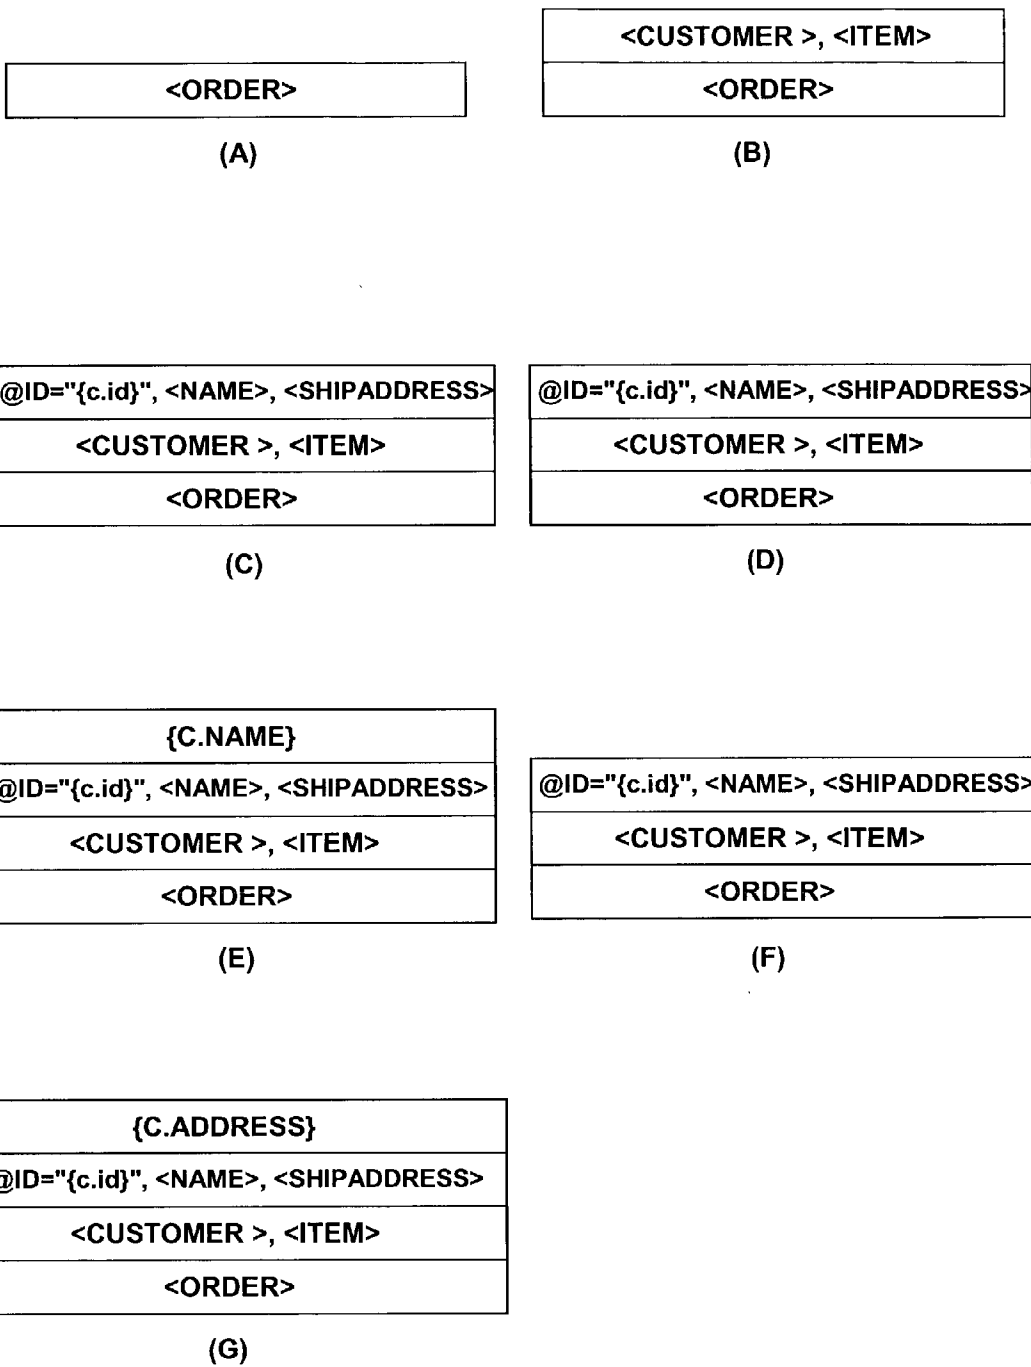 <ORDER>
(A)
<CUSTOMER >, <ITEM>
<ORDER>
(B)
@ID="{c.id}", <NAME>, <SHIPADDRESS>
<CUSTOMER >, <ITEM>
<ORDER>
(C)
@ID="{c.id}", <NAME>, <SHIPADDRESS>
<CUSTOMER >, <ITEM>
<ORDER>
(D)
{C.NAME}
@ID="{c.id}", <NAME>, <SHIPADDRESS>
<CUSTOMER >, <ITEM>
<ORDER>
(E)
@ID="{c.id}", <NAME>, <SHIPADDRESS>
<CUSTOMER >, <ITEM>
<ORDER>
(F)
{C.ADDRESS}
@ID="{c.id}", <NAME>, <SHIPADDRESS>
<CUSTOMER >, <ITEM>
<ORDER>
(G)